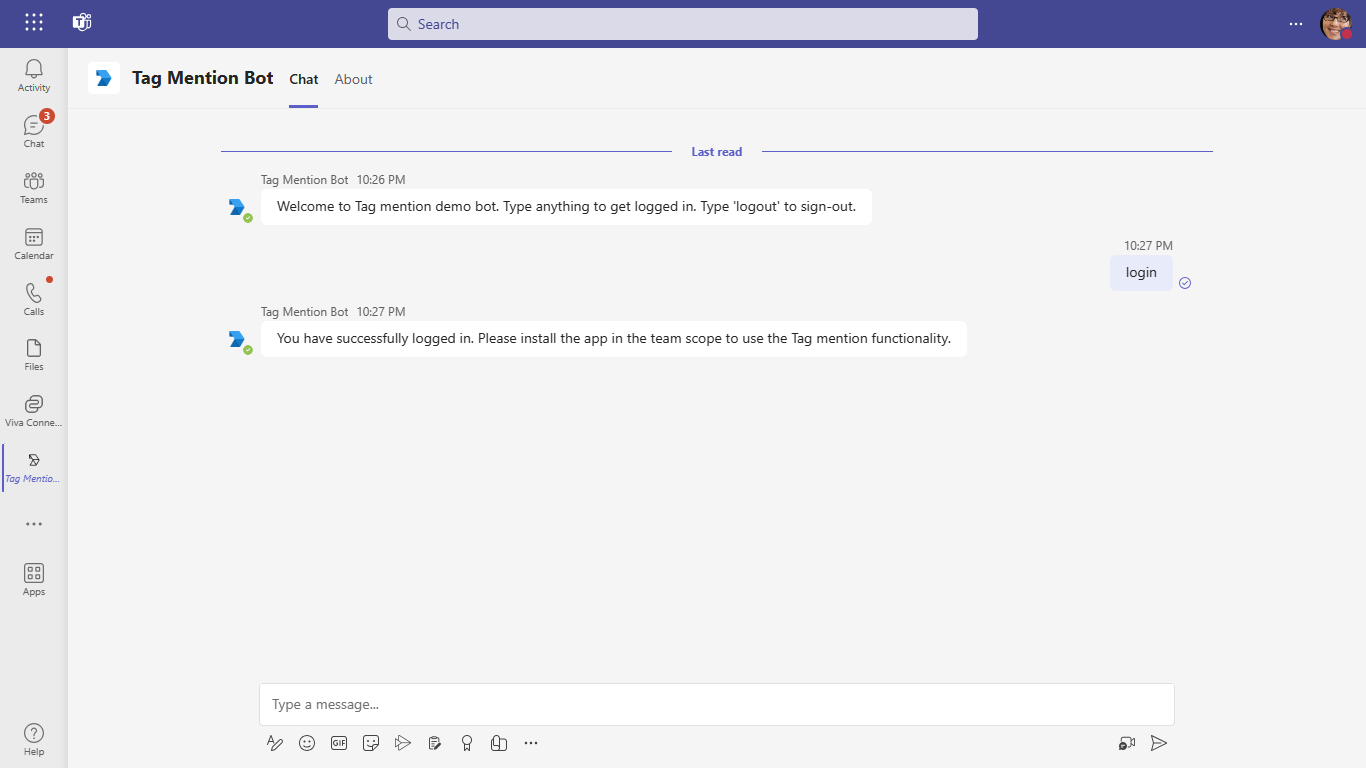 Search
Activity
3
Chat
Teams
Calendar
Calls
Files
Viva Conne...
Tag Mentio...
Apps
Help
Tag Mention Bot
Chat
About
Last read
Tag Mention Bot 10:26 PM
Welcome to Tag mention demo bot. Type anything to get logged in. Type 'logout' to sign-out.
10:27 PM
login
Tag Mention Bot 10:27 PM
You have successfully logged in. Please install the app in the team scope to use the Tag mention functionality.
Type a message...
GIF